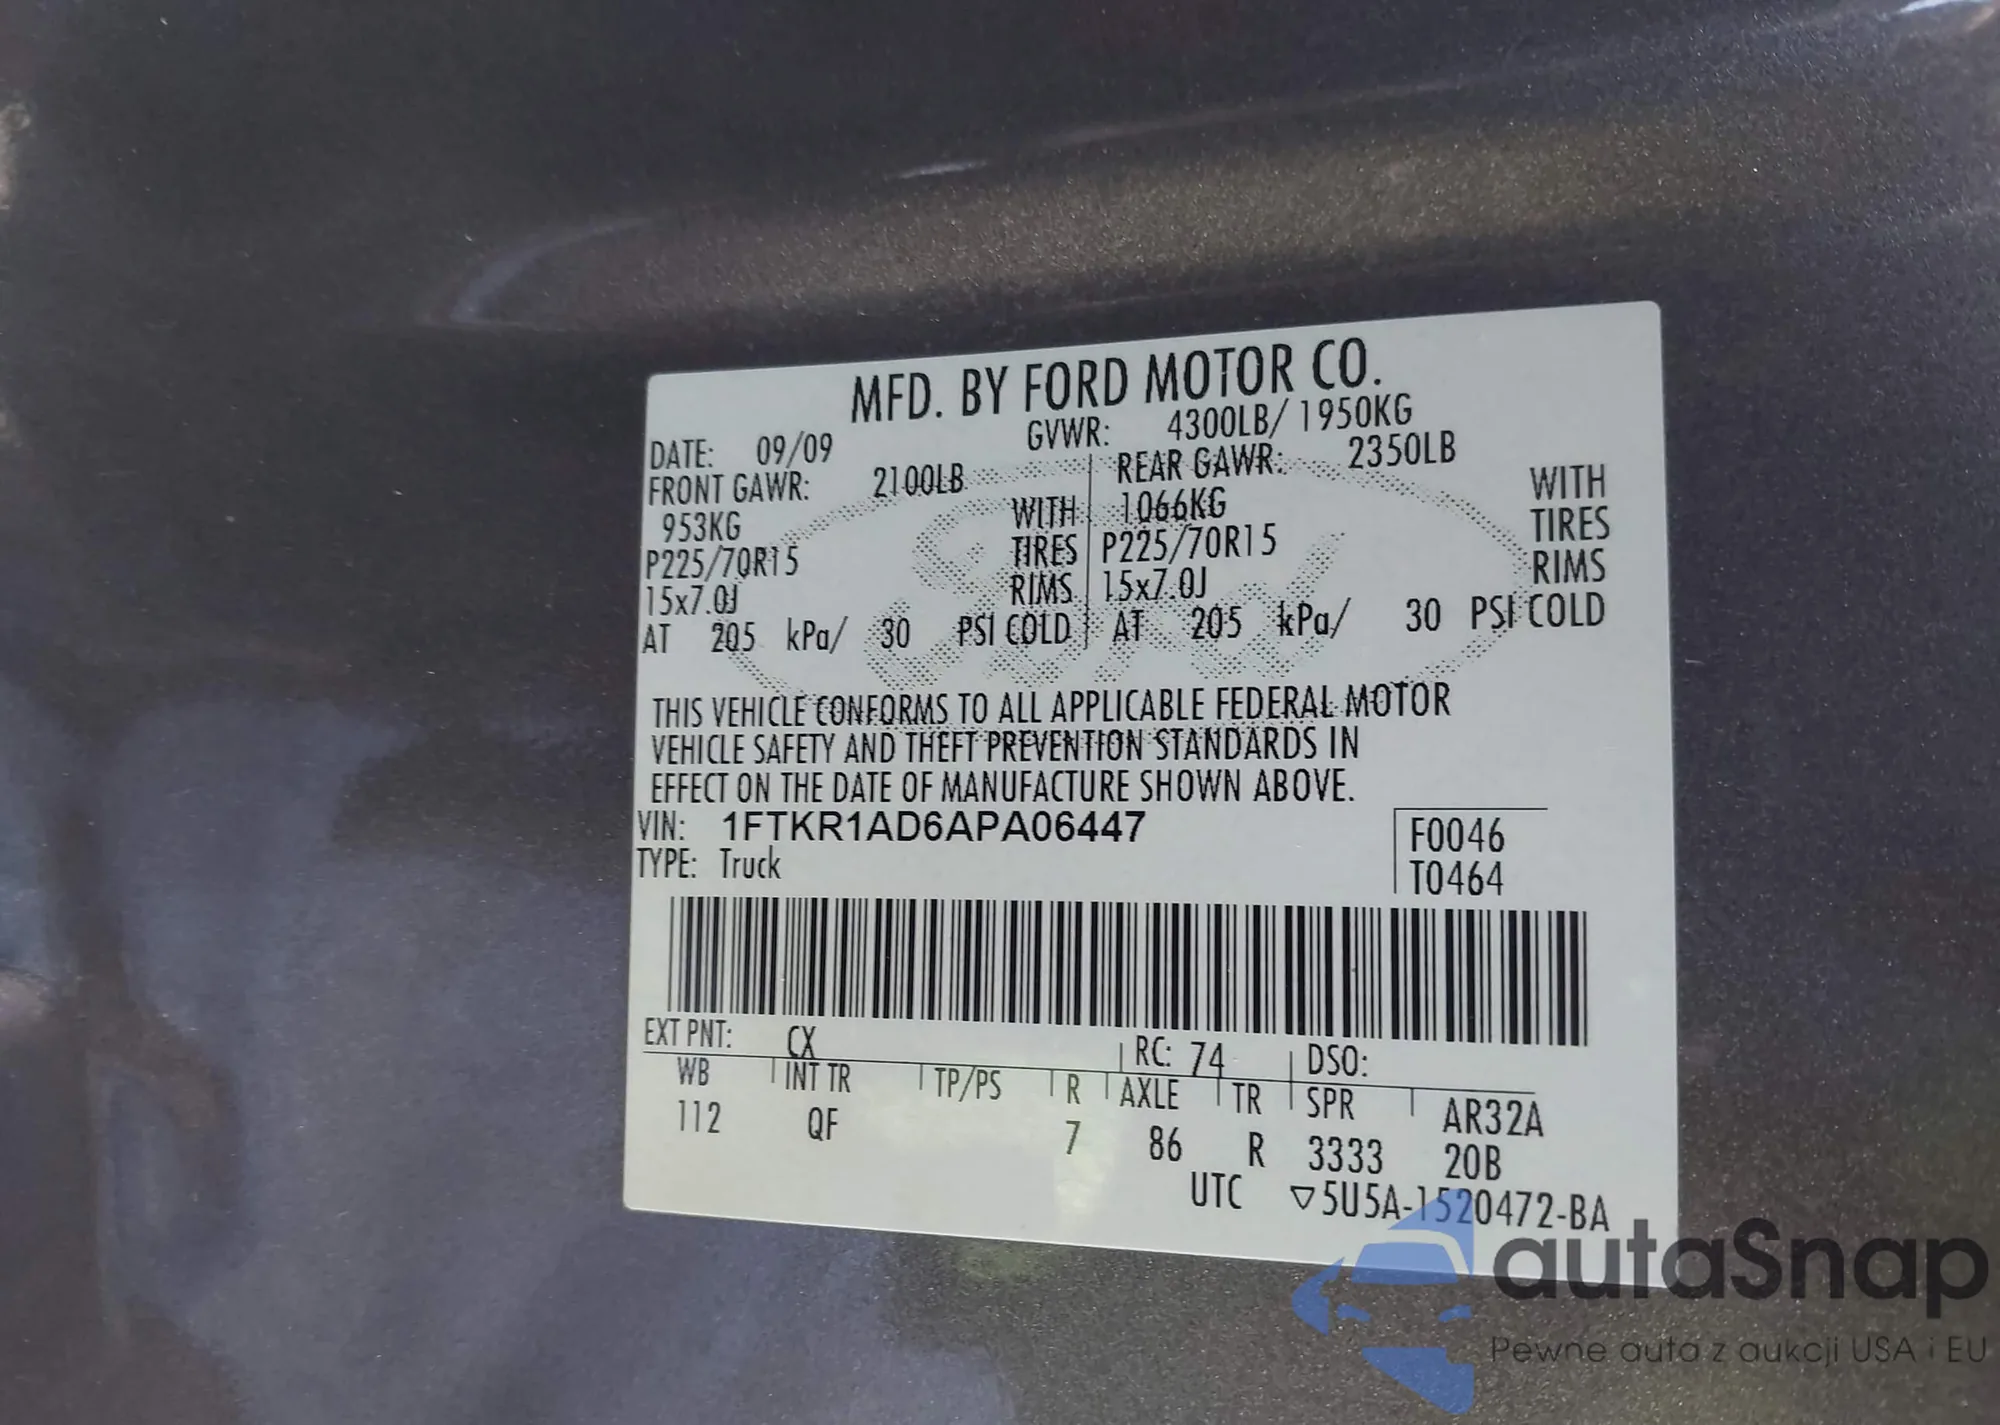 MFD. BY FORD MOTOR CO.
DATE: 09/09 GVWR: 4300LB/ 1950KG
FRONT GAWR: 2100LB REAR GAWR: 2350LB
953KG WITH 1066KG WITH
P225/70R15 TIRES P225/70R15 TIRES
15x7.0J RIMS 15x7.0J RIMS
AT 205 kPa/ 30 PSI COLD AT 205 kPa/ 30 PSI COLD
THIS VEHICLE CONFORMS TO ALL APPLICABLE FEDERAL MOTOR
VEHICLE SAFETY AND THEFT PREVENTION STANDARDS IN
EFFECT ON THE DATE OF MANUFACTURE SHOWN ABOVE.
VIN: 1FTKR1AD6APA06447 F0046
TYPE: Truck T0464
EXT PNT: CX RC: 74 DSO:
WB INT TR TP/PS R AXLE TR SPR AR32A
112 QF 7 86 R 3333 20B
UTC ▽5U5A-1520472-BA
Ford
autaSnap
Pewne auta z aukcji USA i EU